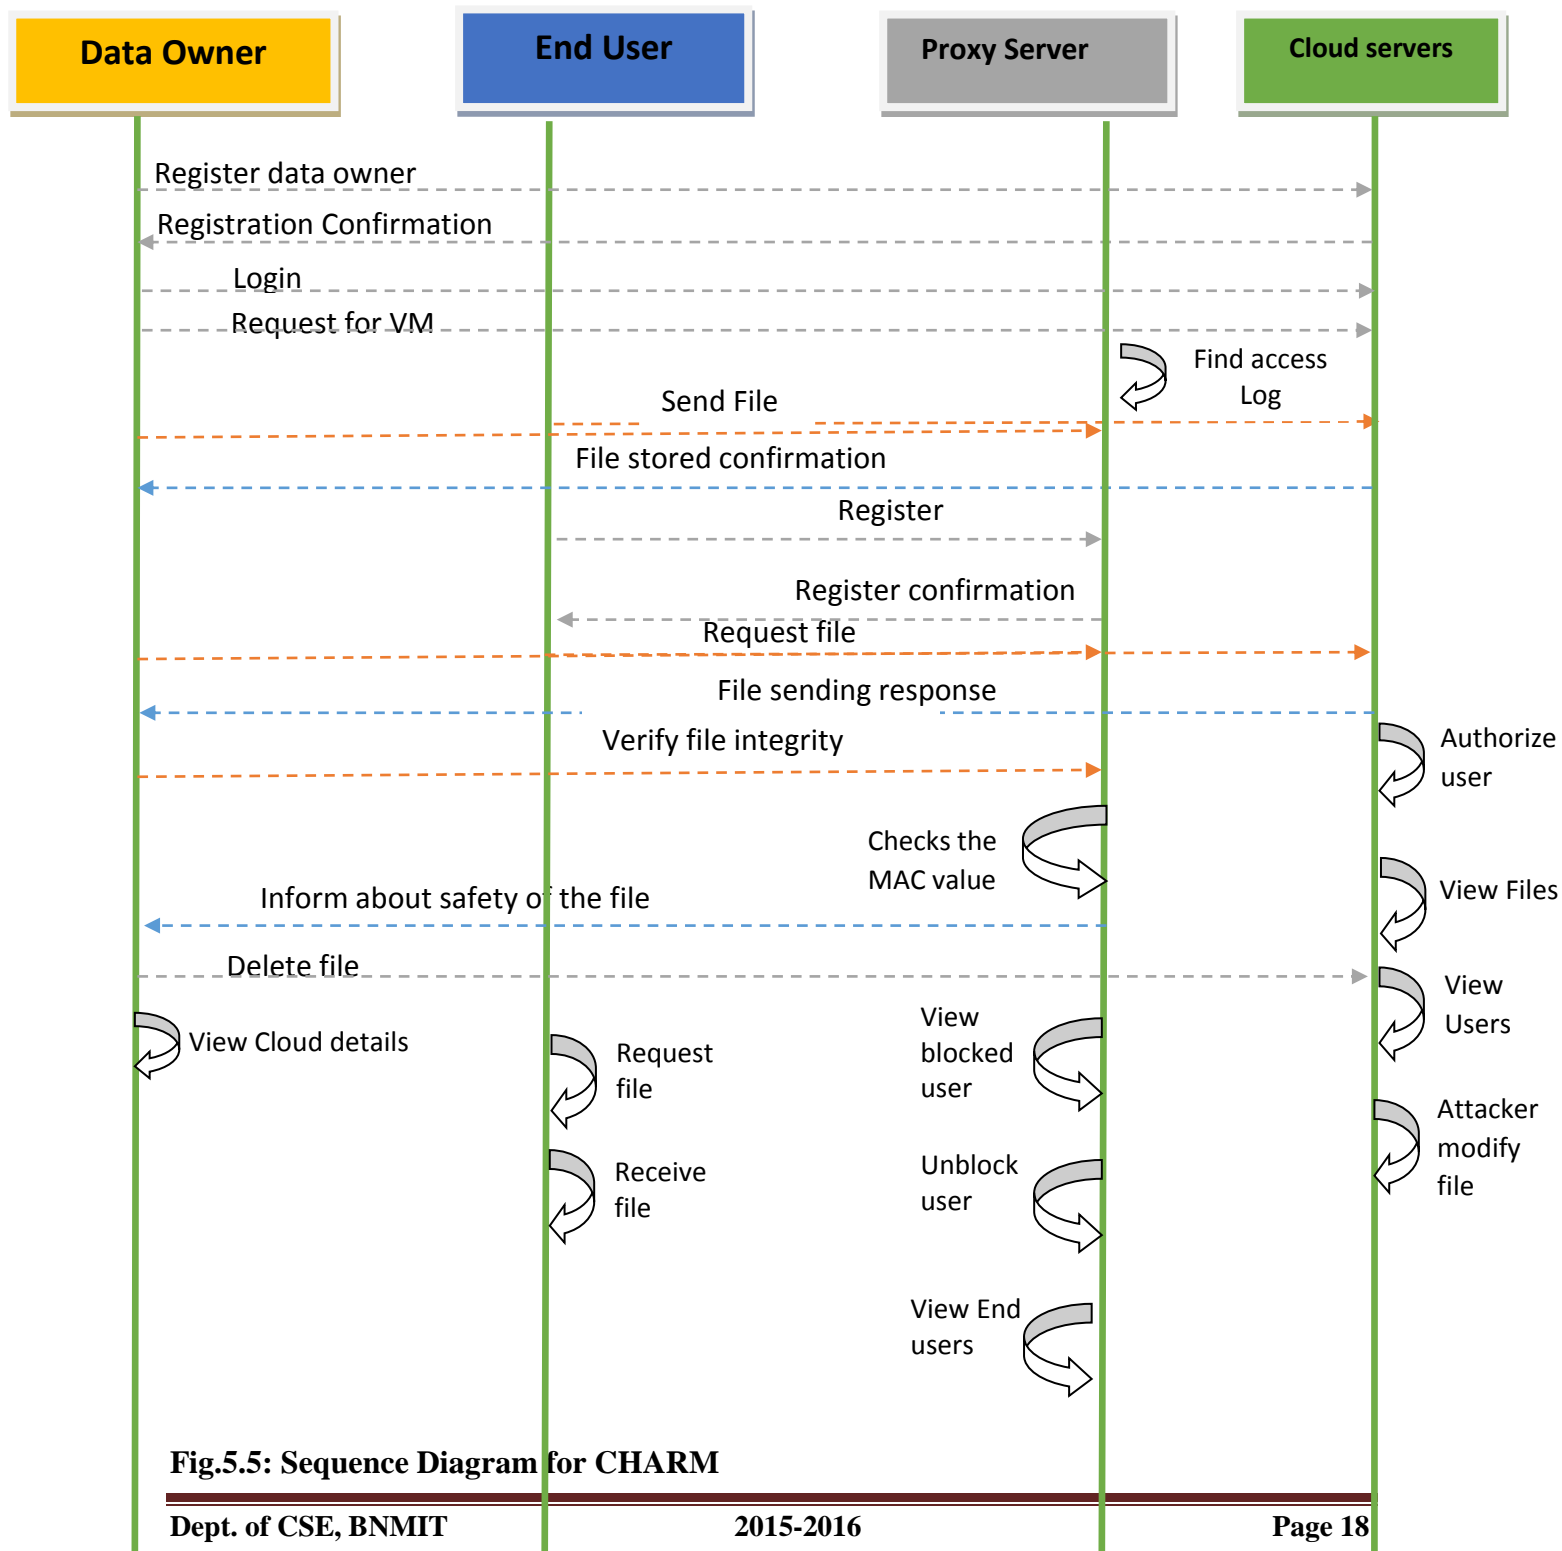 Data Owner
End User
Proxy Server
Cloud servers
Register data owner
Registration Confirmation
Login
Request for VM
Find access
Log
Send File
File stored confirmation
Register
Register confirmation
Request file
File sending response
Verify file integrity
Authorize
user
Checks the
MAC value
View Files
Inform about safety of the file
Delete file
View
Users
View Cloud details
Request
file
View
blocked
user
Attacker
modify
file
Receive
file
Unblock
user
View End
users
Fig.5.5: Sequence Diagram for CHARM
Dept. of CSE, BNMIT 2015-2016 Page 18